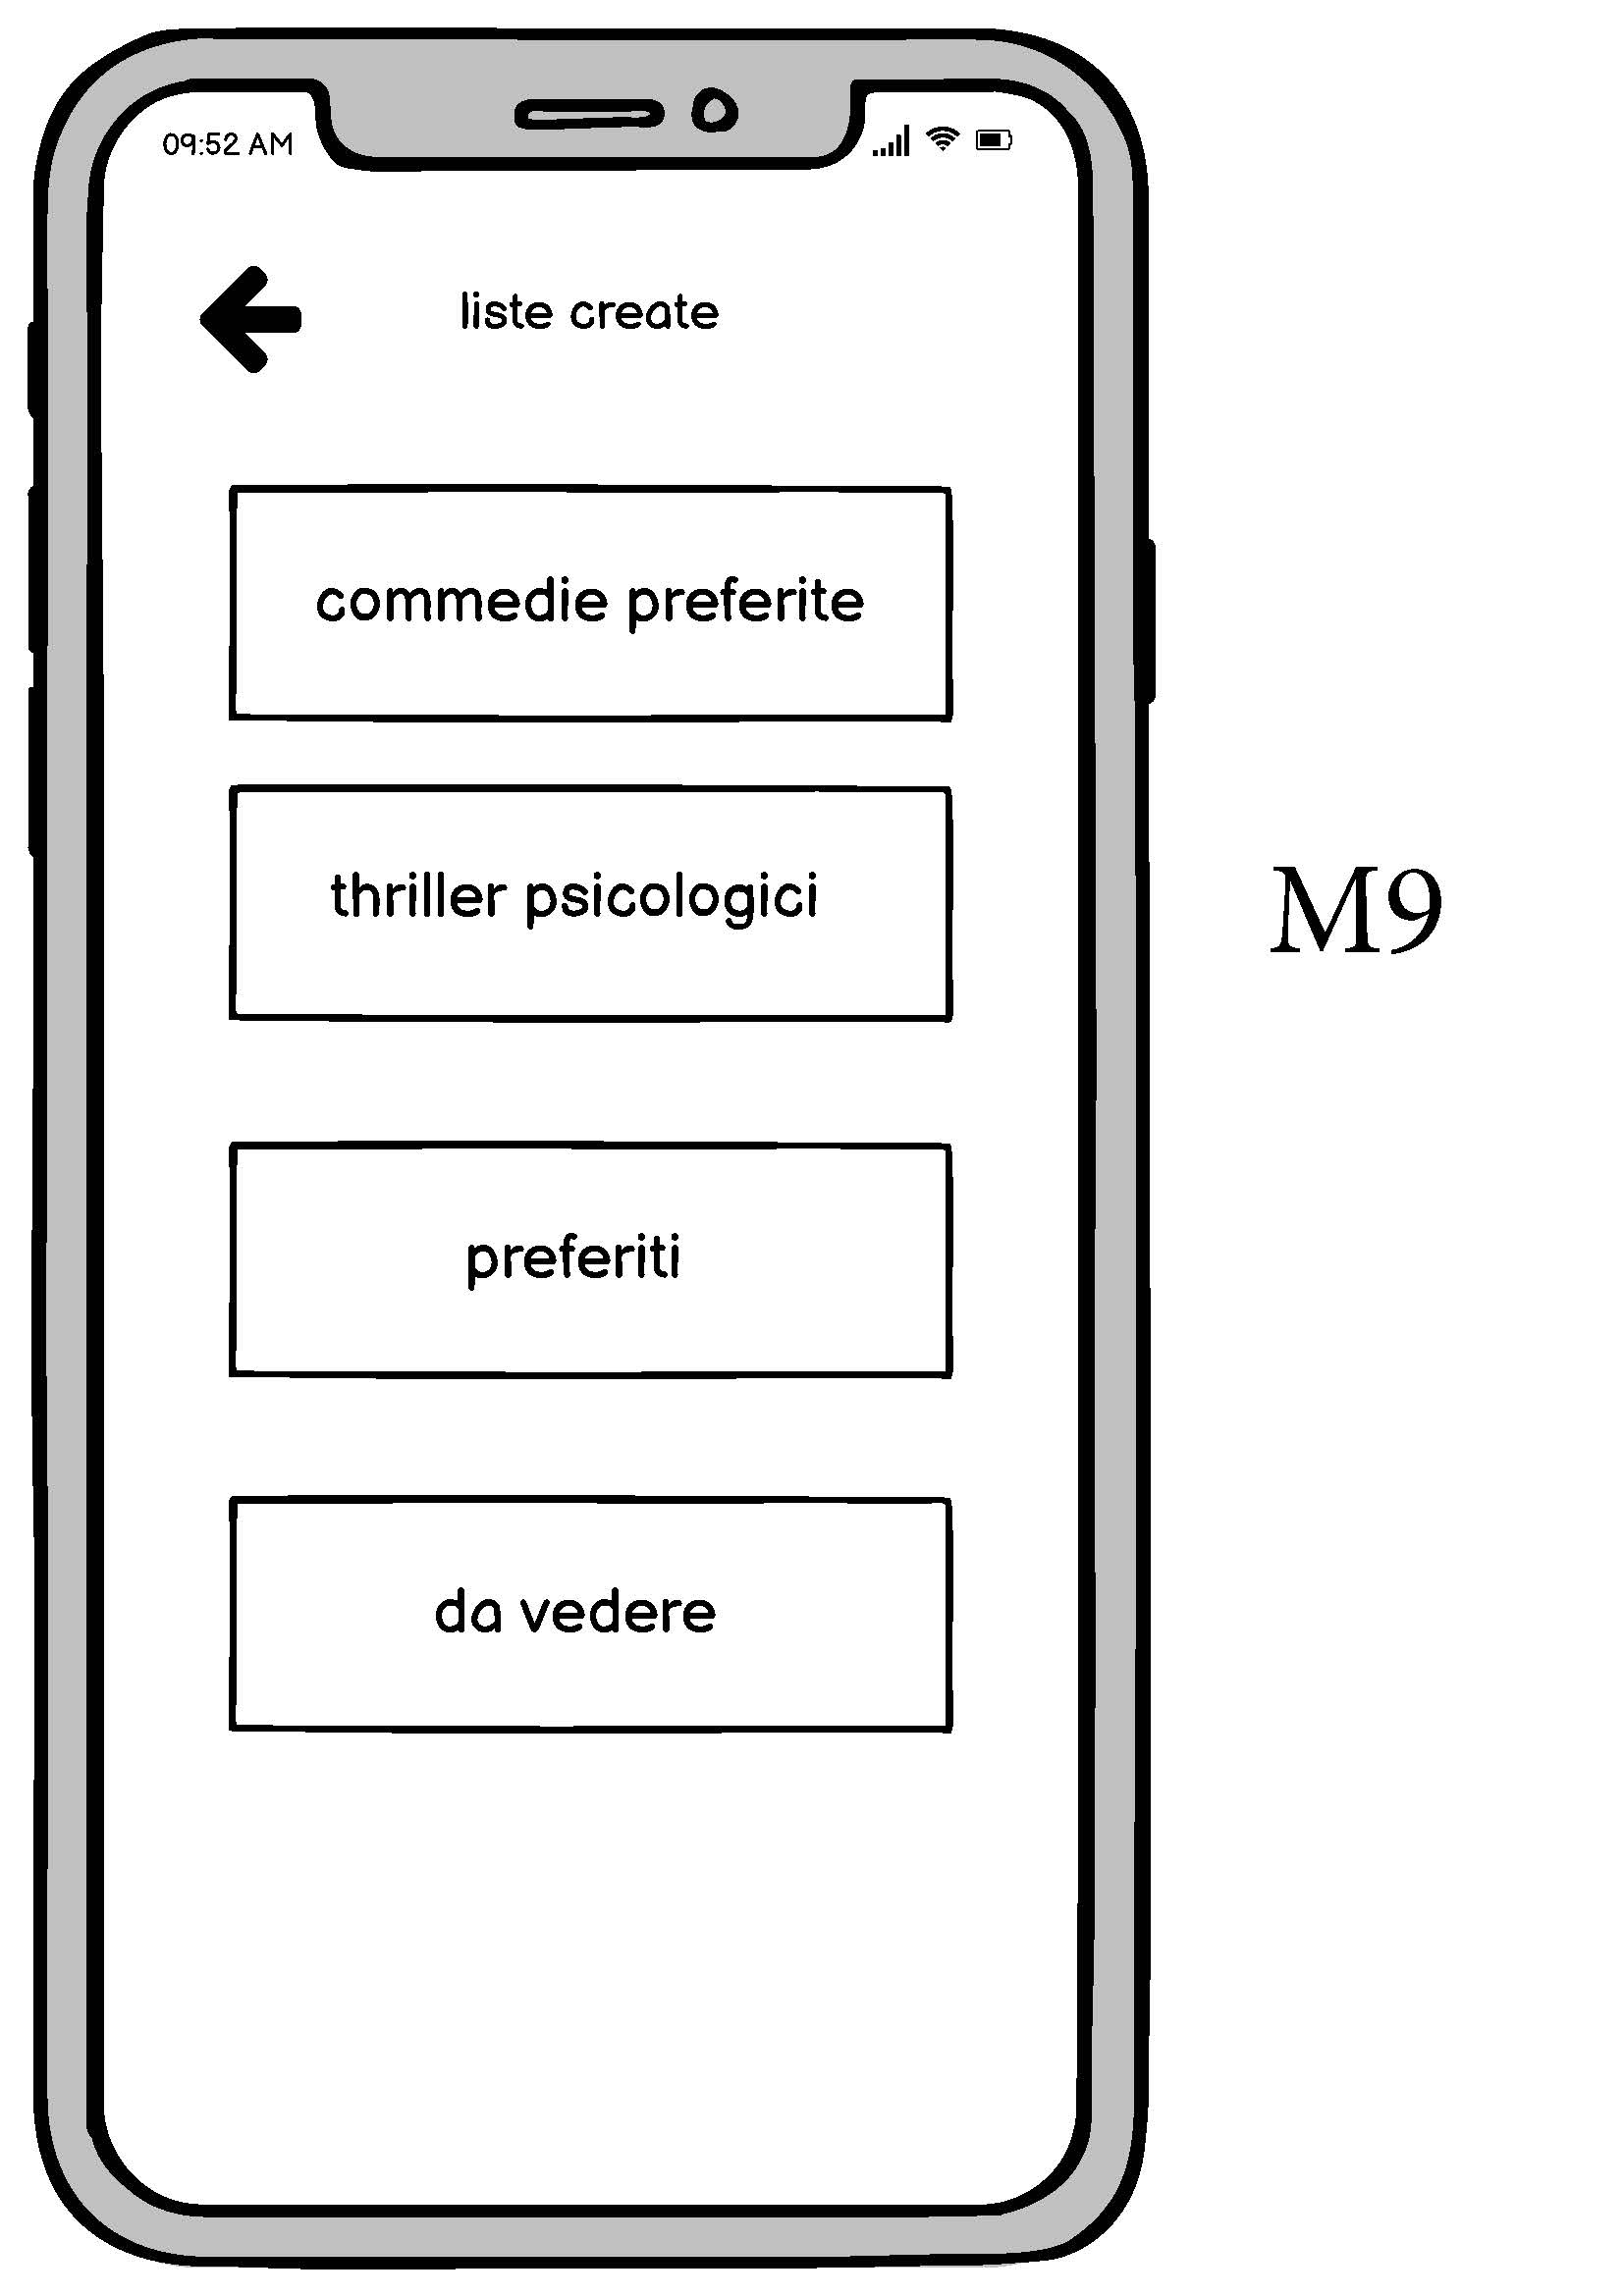 09:52 AM
liste create
commedie preferite
thriller psicologici
M9
preferiti
da vedere